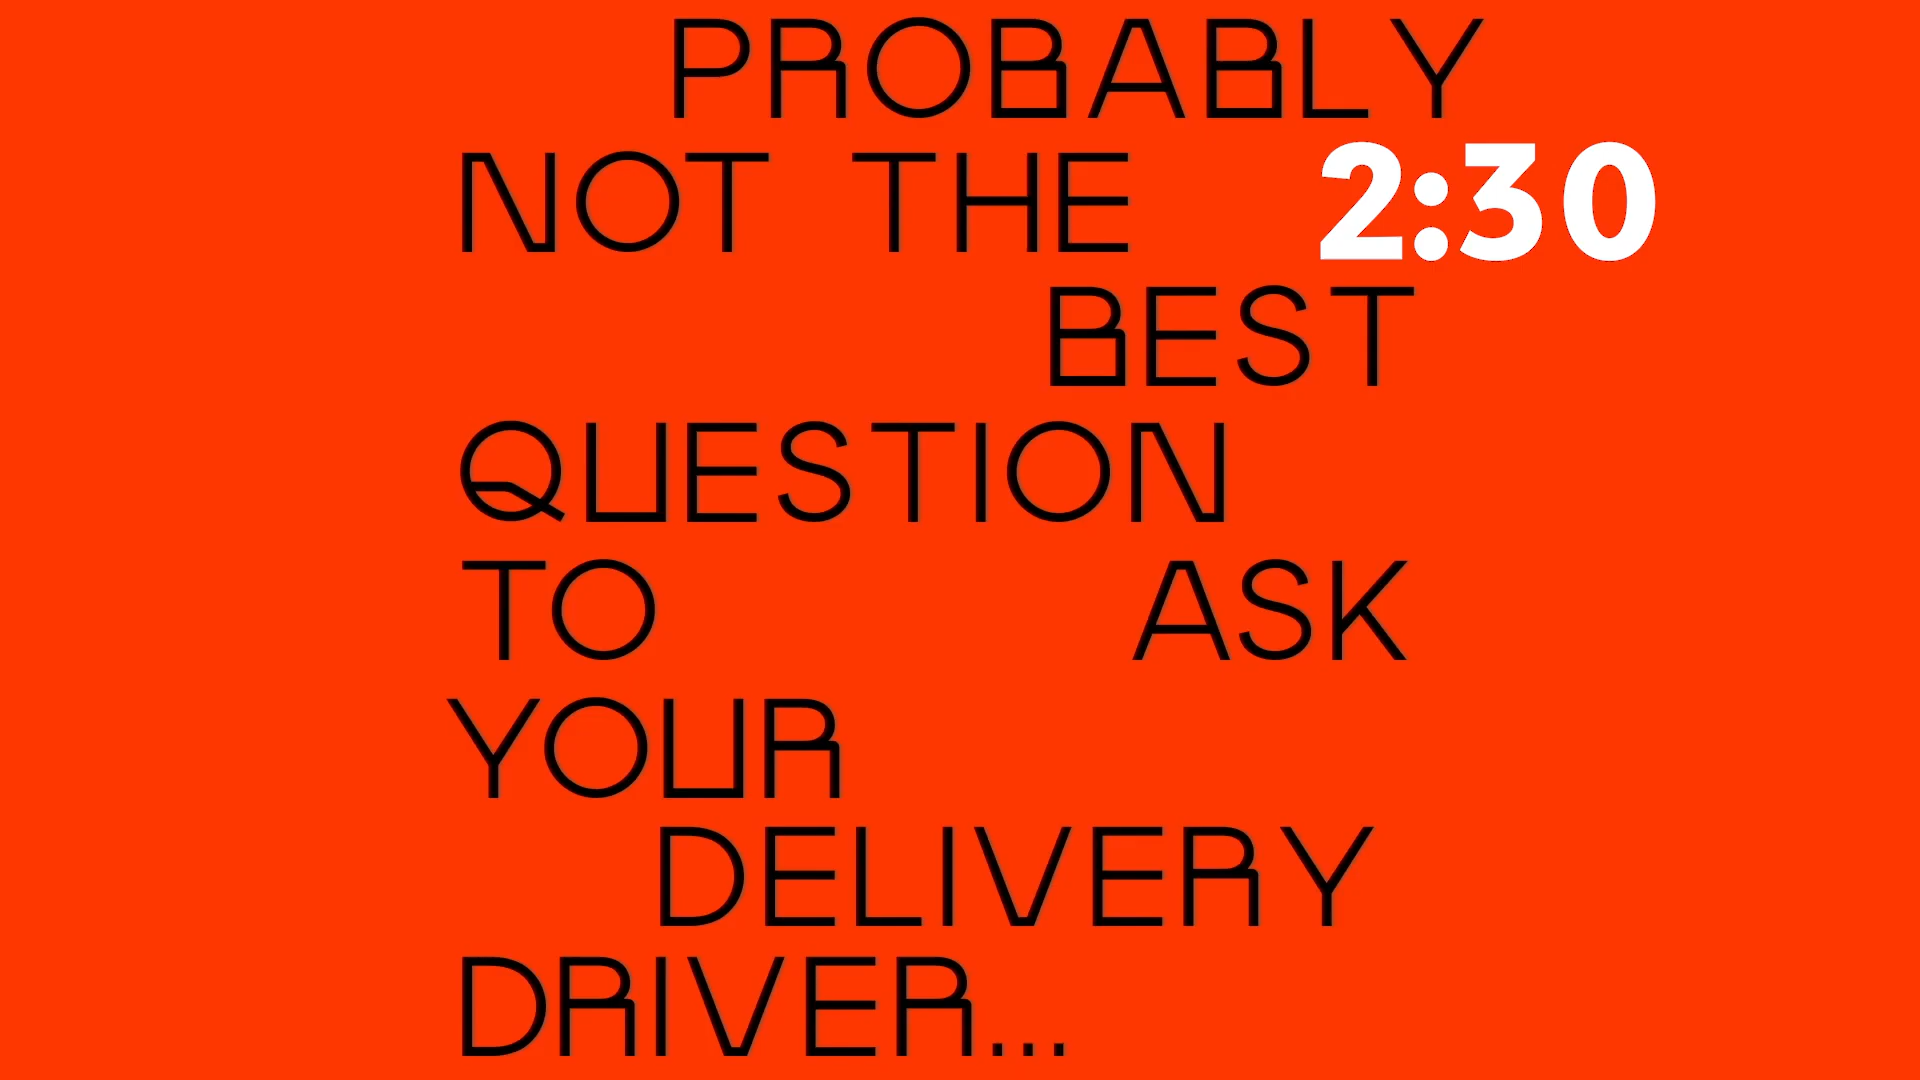 PROBABLY
NOT THE 2:30
BEST
QUESTION
TO ASK
YOUR
DELIVERY
DRIVER...